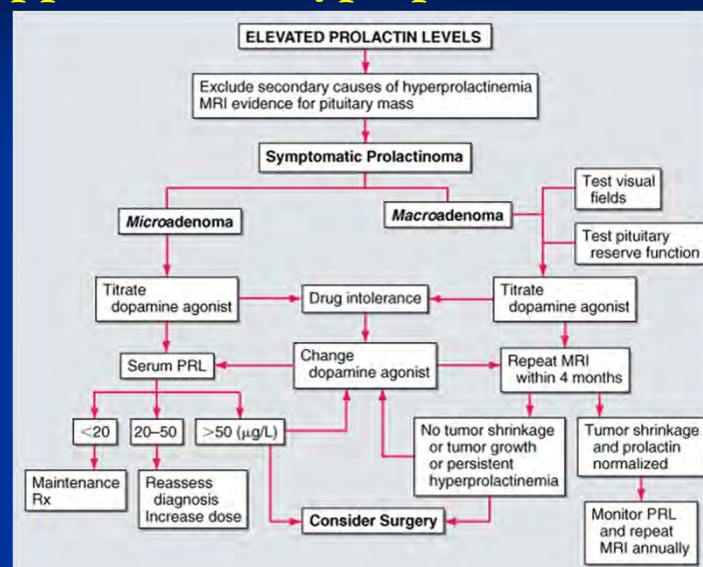 ELEVATED PROLACTIN LEVELS
Exclude secondary causes of hyperprolactinemia
MRI evidence for pituitary mass
Symptomatic Prolactinoma
Microadenoma
Macroadenoma
Test visual
fields
Test pituitary
reserve function
Titrate
dopamine agonist
Drug intolerance
Titrate
dopamine agonist
Serum PRL
Change
dopamine agonist
Repeat MRI
within 4 months
<20
20–50
>50 (μg/L)
No tumor shrinkage
or tumor growth
or persistent
hyperprolactinemia
Tumor shrinkage
and prolactin
normalized
Maintenance
Rx
Reassess
diagnosis
Increase dose
Consider Surgery
Monitor PRL
and repeat
MRI annually